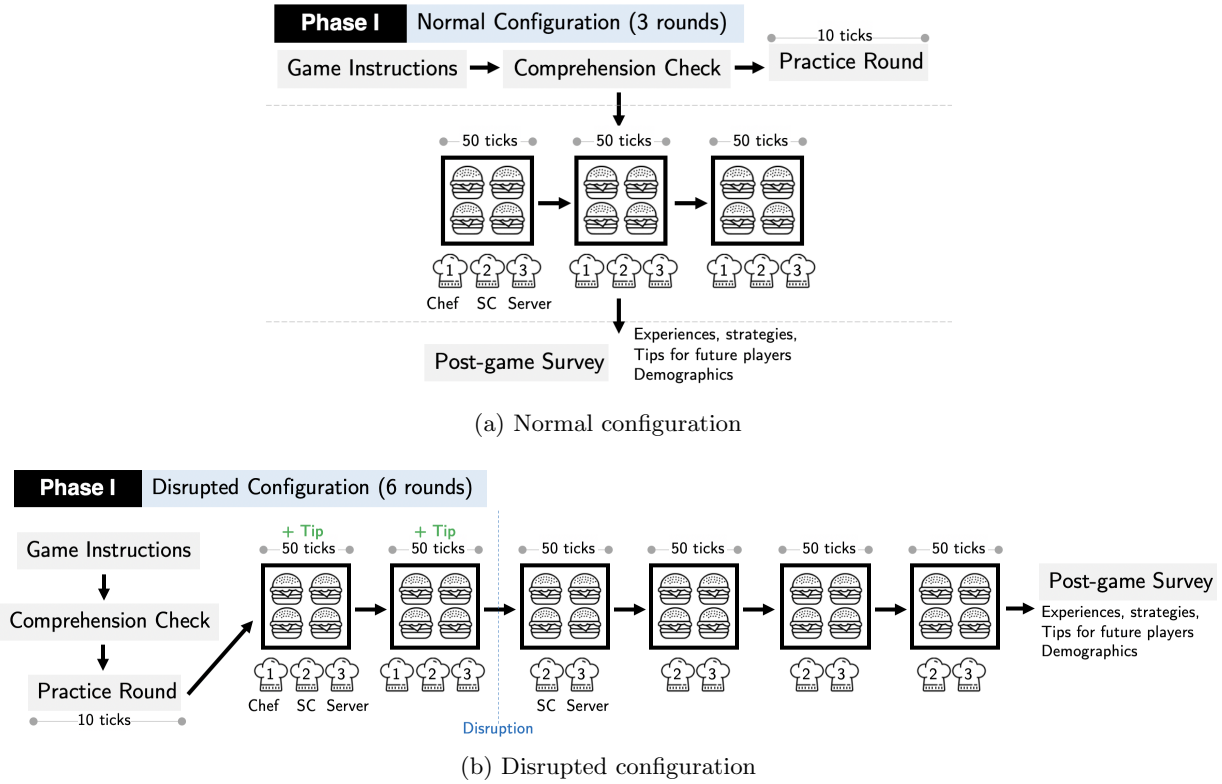 Phase I Normal Configuration (3 rounds)
10 ticks
Game Instructions Comprehension Check Practice Round
50 ticks 50 ticks 50 ticks
1 2 3 1 2 3 1 2 3
Chef SC Server
Experiences, strategies,
Tips for future players
Demographics
Post-game Survey
(a) Normal configuration
Phase I Disrupted Configuration (6 rounds)
Game Instructions
Comprehension Check
Practice Round
10 ticks
+ Tip + Tip
50 ticks 50 ticks 50 ticks 50 ticks 50 ticks 50 ticks
1 2 3 1 2 3 2 3 2 3 2 3 2 3
Chef SC Server SC Server
Disruption
Post-game Survey
Experiences, strategies,
Tips for future players
Demographics
(b) Disrupted configuration